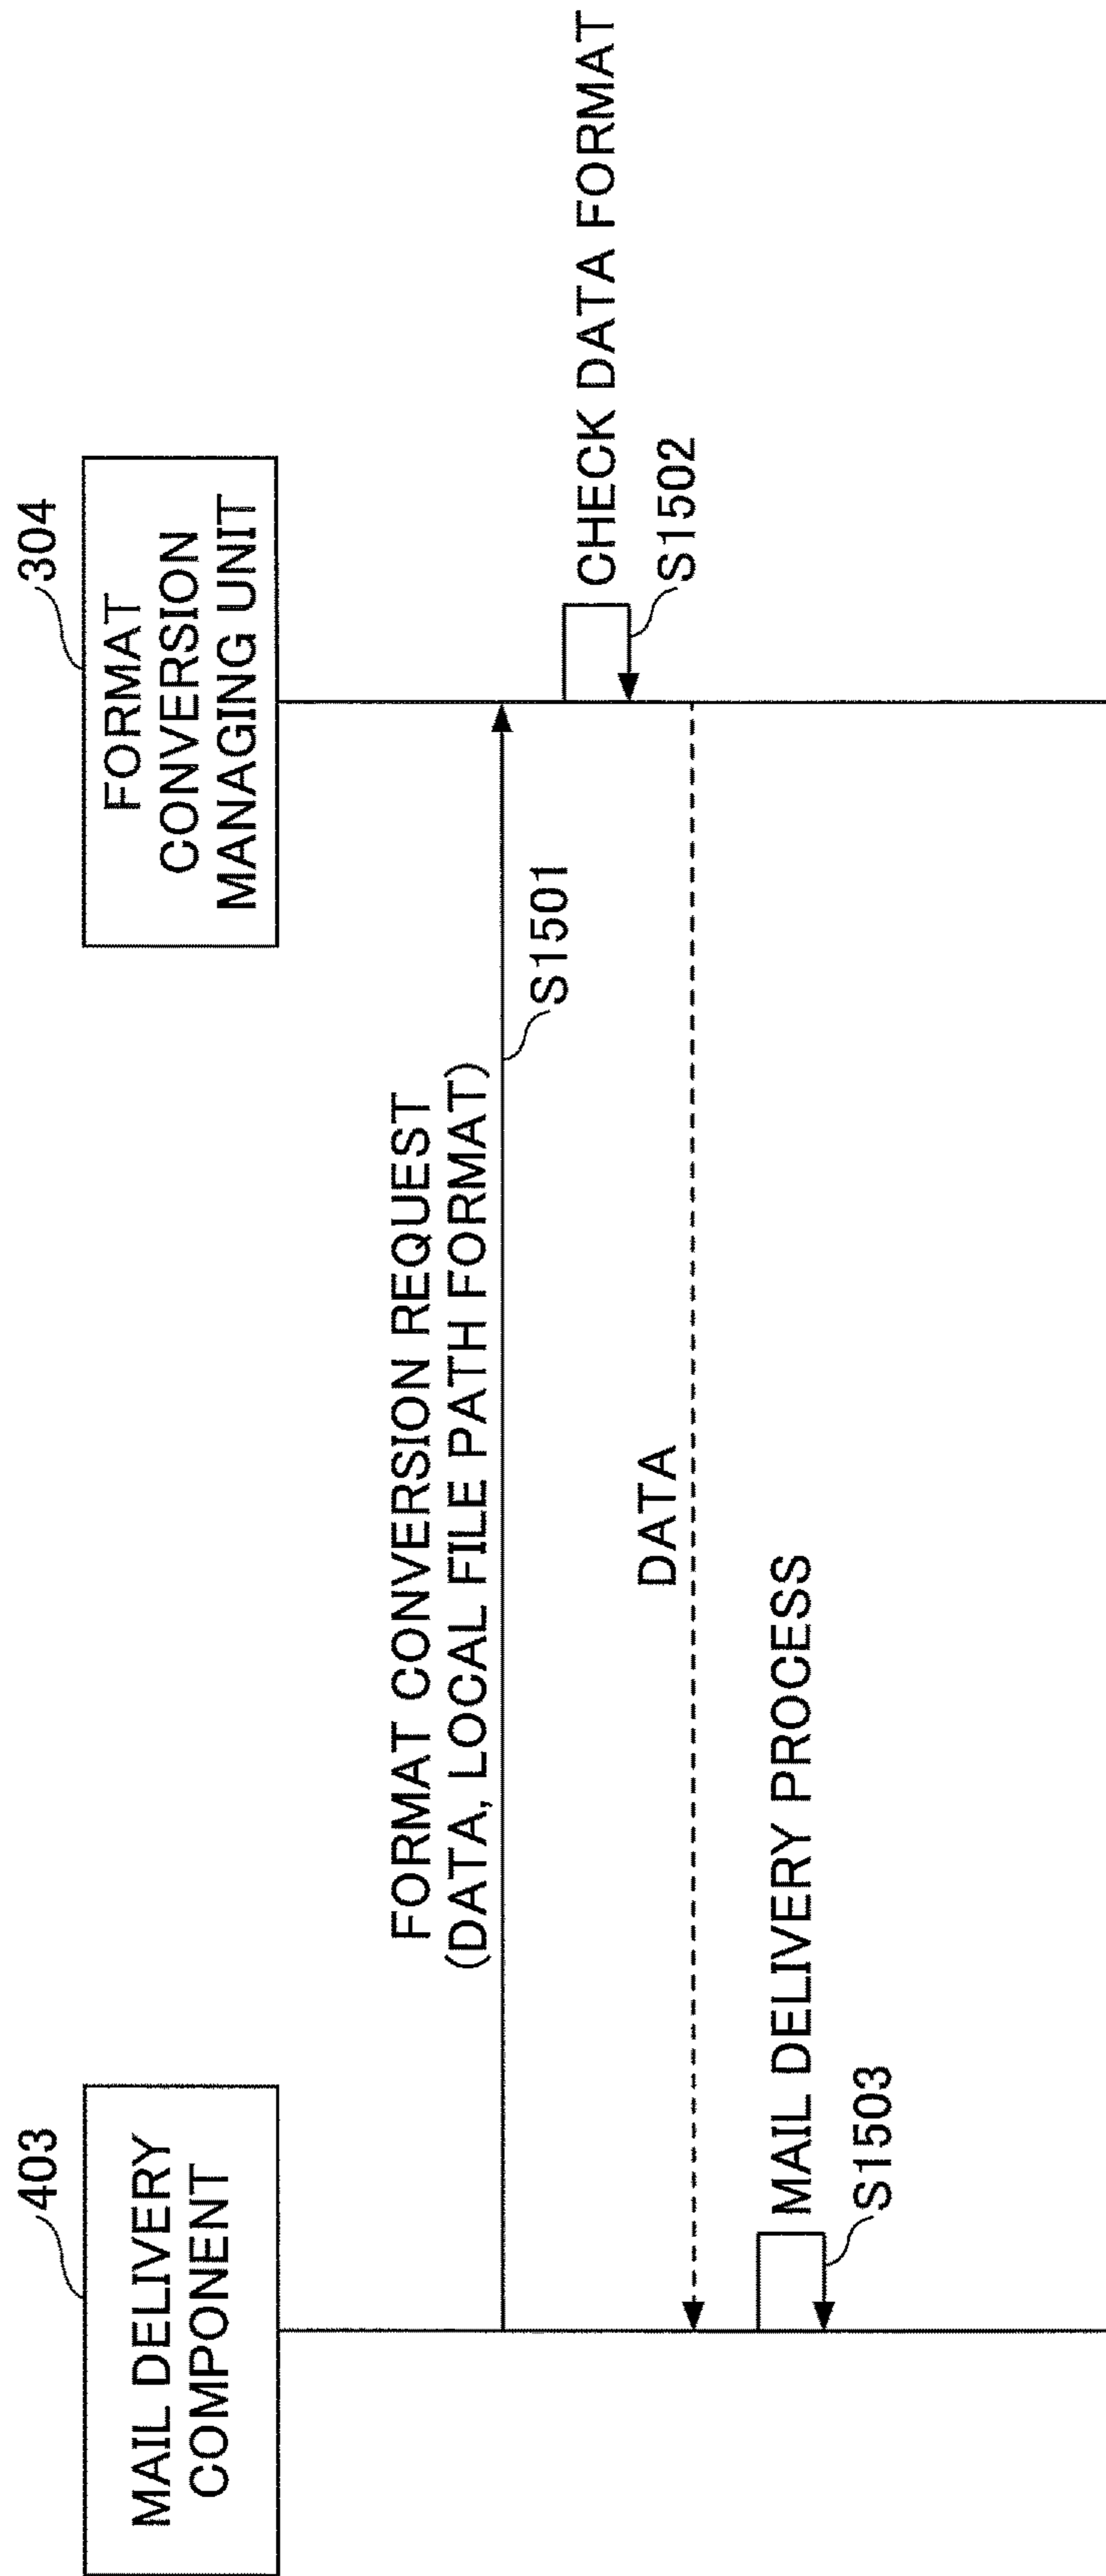 403
MAIL DELIVERY
COMPONENT
304
FORMAT
CONVERSION
MANAGING UNIT
FORMAT CONVERSION REQUEST
(DATA, LOCAL FILE PATH FORMAT)
S1501
CHECK DATA FORMAT
S1502
DATA
MAIL DELIVERY PROCESS
S1503